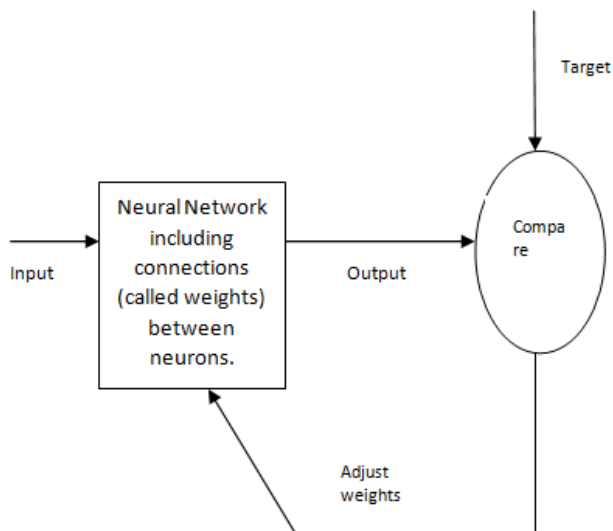 Target
Neural Network
including
connections
(called weights)
between
neurons.
Compa
re
Input
Output
Adjust
weights